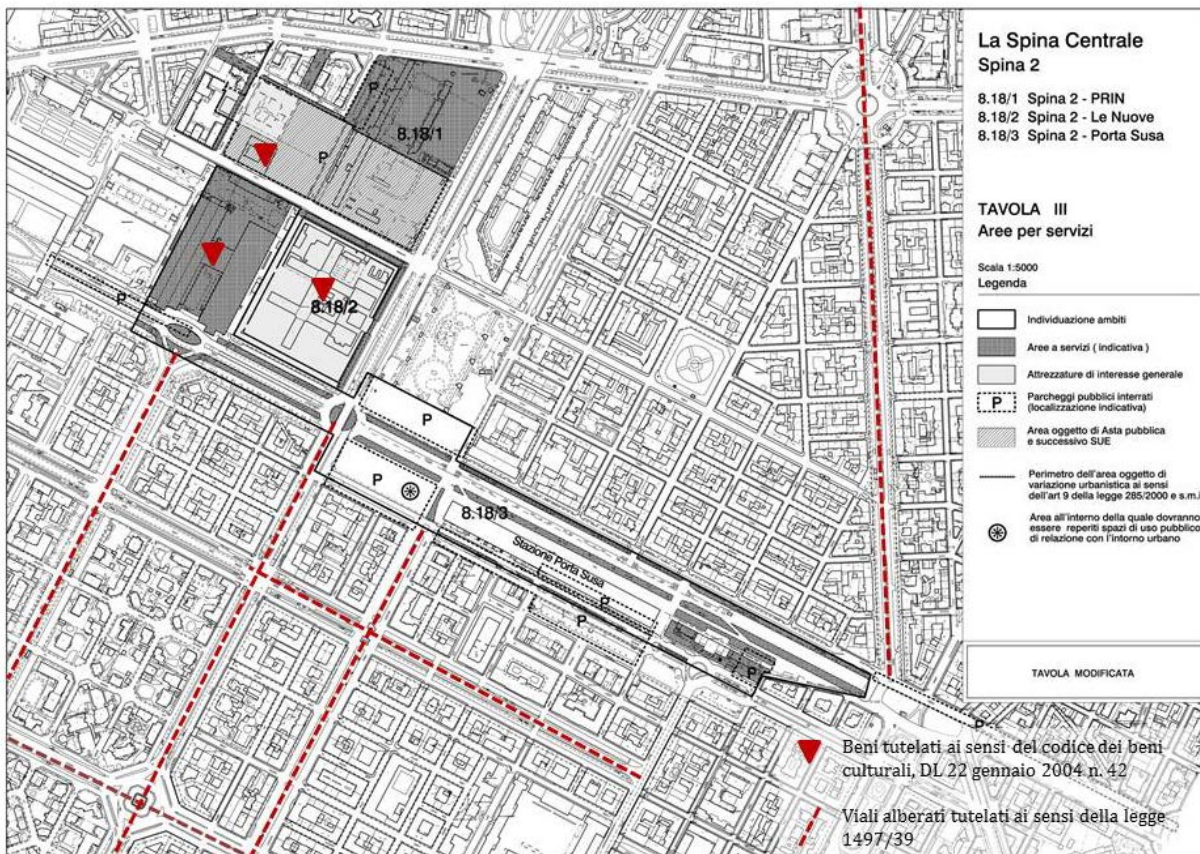 La Spina Centrale
Spina 2
8.18/1 Spina 2 - PRIN
8.18/2 Spina 2 - Le Nuove
8.18/3 Spina 2 - Porta Susa
TAVOLA III
Aree per servizi
Scala 1:5000
Legenda
Individuazione ambiti
Aree a servizi ( indicativa )
Attrezzature di interesse generale
P
Parcheggi pubblici interrati
(localizzazione indicativa)
Area oggetto di Asta pubblica
e successivo SUE
Perimetro dell'area oggetto di
variazione urbanistica ai sensi
dell'art 9 della legge 285/2000 e s.m.i
Area all'interno della quale dovranno
essere reperiti spazi di uso pubblico
di relazione con l'intorno urbano
TAVOLA MODIFICATA
Beni tutelati ai sensi del codice dei beni
culturali, DL 22 gennaio 2004 n. 42
Viali alberati tutelati ai sensi della legge
1497/39
P
8.18/1
P
8.18/2
P
P
P
8.18/3
Stazione Porta Susa
P
P
P
P